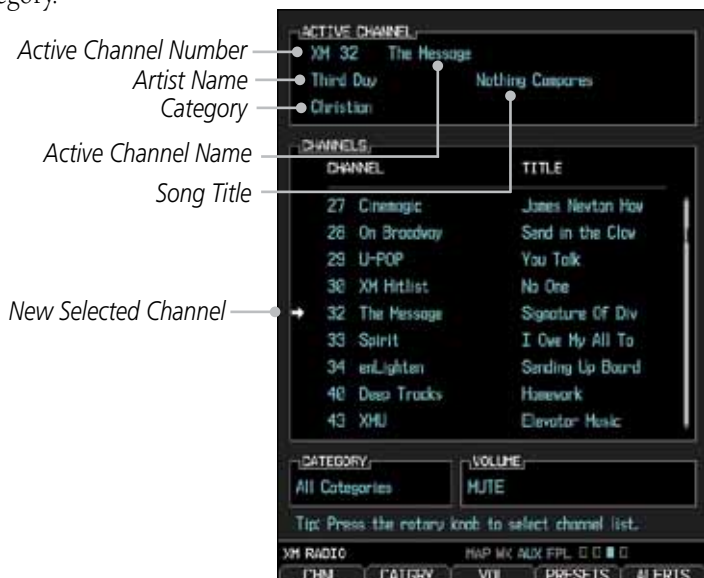 egory.
Active Channel Number
Artist Name
Category
Active Channel Name
Song Title
New Selected Channel
ACTIVE CHANNEL
XM 32 The Message
Third Day Nothing Compares
Christian
CHANNELS
CHANNEL TITLE
27 Cinemagic James Newton How
28 On Broadway Send in the Clow
29 U-POP You Talk
30 XM Hitlist No One
32 The Message Signature Of Div
33 Spirit I Owe My All To
34 enLighten Sending Up Board
40 Deep Tracks Homework
43 XMU Elevator Music
CATEGORY VOLUME
All Categories MUTE
Tip: Press the rotary knob to select channel list.
XM RADIO MAP WX AUX FPL
CHNL CATGRY VOL PRESETS ALERTS